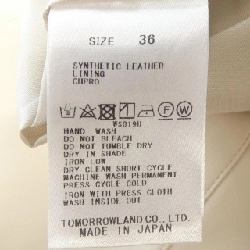 SIZE 36
SYNTHETIC LEATHER
LINING
CUPRO
HAND WASH
DO NOT BLEACH
DO NOT TUMBLE DRY
DRY IN SHADE
IRON LOW
DRY CLEAN SHORT CYCLE
MACHINE WASH PERMANENT
PRESS CYCLE COLD
IRON WITH PRESS CLOTH
WASH INSIDE OUT
TOMORROWLAND CO., LTD.
MADE IN JAPAN